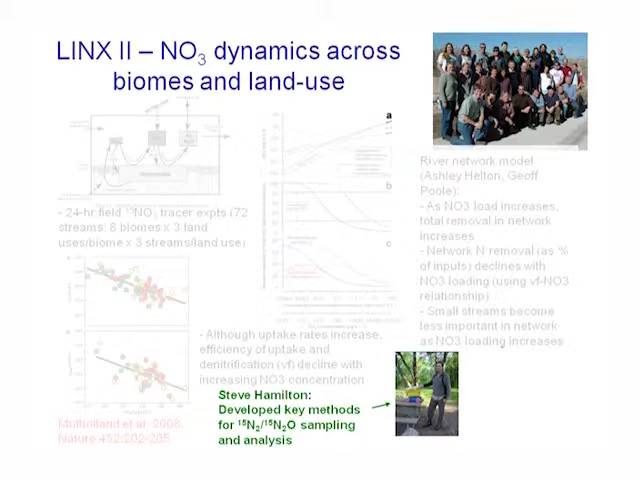 LINX II – NO3 dynamics across
biomes and land-use
a
River network model
(Ashley Helton, Geoff
Poole):
- As NO3 load increases,
total removal in network
increases
b
- 24-hr field 15NO3 tracer expts (72
streams: 8 biomes x 3 land
uses/biome x 3 streams/land use)
- Network N removal (as %
of inputs) declines with
NO3 loading (using vf-NO3
relationship)
c
- Small streams become
less important in network
as NO3 loading increases
- Although uptake rates increase,
efficiency of uptake and
denitrification (vf) decline with
increasing NO3 concentration
Steve Hamilton:
Developed key methods
for 15N2/15N2O sampling
and analysis
Mulholland et al. 2008,
Nature 452:202-205